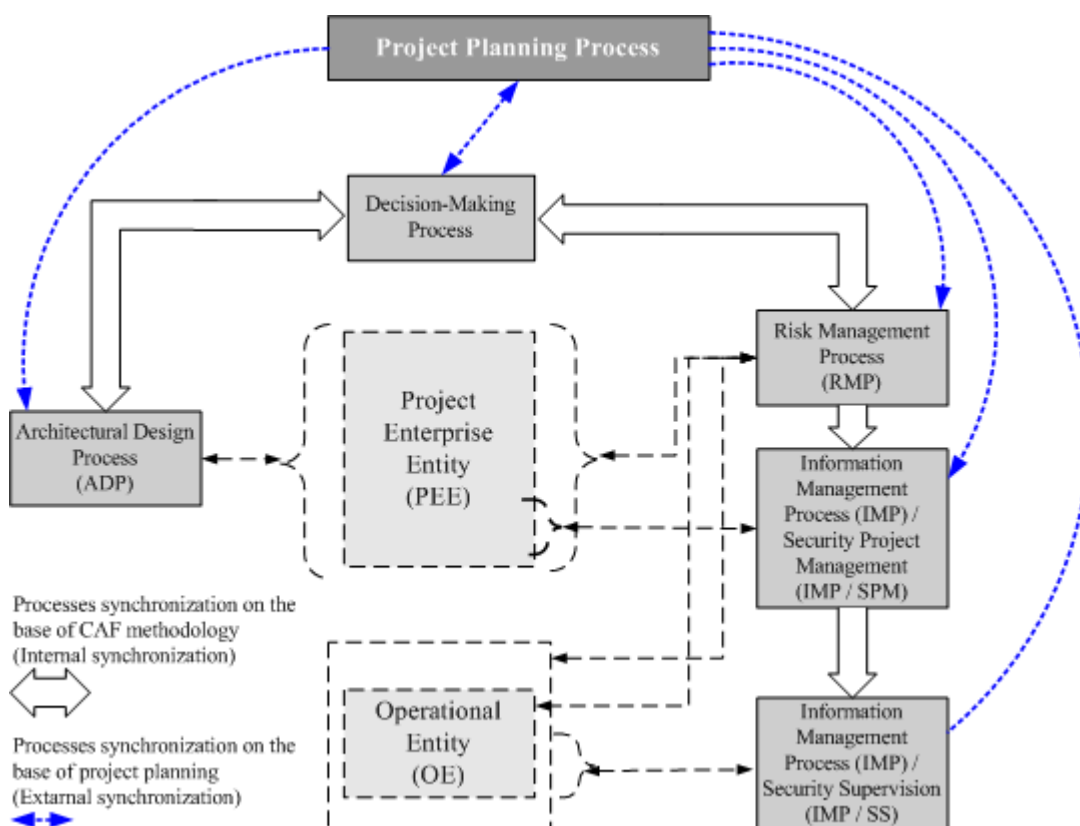 Project Planning Process
Decision-Making
Process
Risk Management
Process
(RMP)
Project
Enterprise
Entity
(PEE)
Architectural Design
Process
(ADP)
Information
Management
Process (IMP) /
Security Project
Management
(IMP / SPM)
Processes synchronization on the
base of CAF methodology
(Internal synchronization)
Operational
Entity
(OE)
Information
Management
Process (IMP) /
Security Supervision
(IMP / SS)
Processes synchronization on the
base of project planning
(External synchronization)